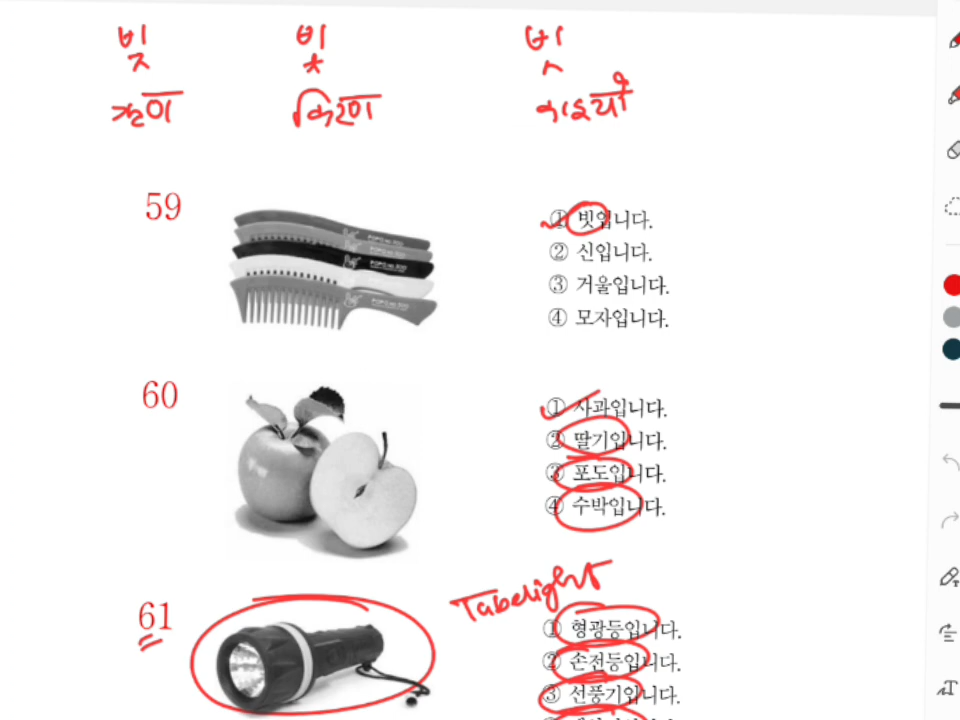 빚 빛 빗
59
① 빗입니다.
② 신입니다.
③ 거울입니다.
④ 모자입니다.
60
① 사과입니다.
② 딸기입니다.
③ 포도입니다.
④ 수박입니다.
Tubelight
61
① 형광등입니다.
② 손전등입니다.
③ 선풍기입니다.